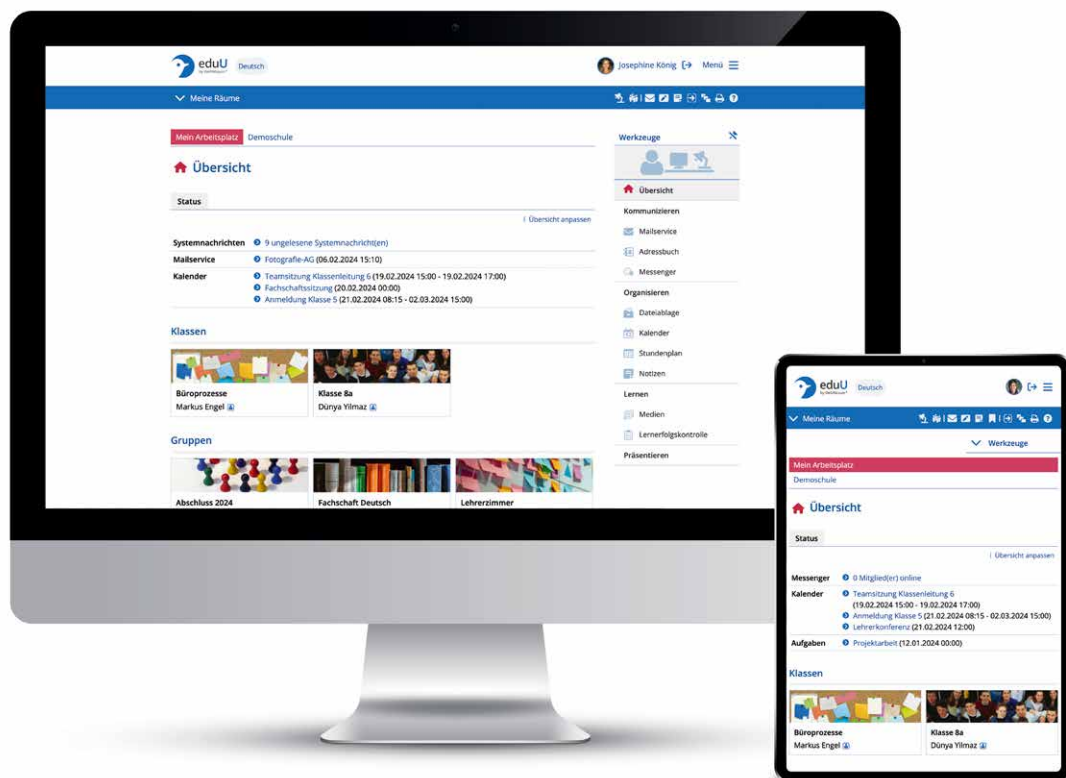 eduU
by DigiOnline®
Deutsch
Josephine König
Menü
Meine Räume
Mein Arbeitsplatz
Demoschule
Übersicht
Status
Übersicht anpassen
Systemnachrichten
9 ungelesene Systemnachricht(en)
Mailservice
Fotografie-AG (06.02.2024 15:10)
Kalender
Teamsitzung Klassenleitung 6 (19.02.2024 15:00 - 19.02.2024 17:00)
Fachschaftssitzung (20.02.2024 00:00)
Anmeldung Klasse 5 (21.02.2024 08:15 - 02.03.2024 15:00)
Klassen
Büroprozesse
Markus Engel
Klasse 8a
Dünya Yilmaz
Gruppen
Abschluss 2024
Fachschaft Deutsch
Lehrerzimmer
Werkzeuge
Übersicht
Kommunizieren
Mailservice
Adressbuch
Messenger
Organisieren
Dateiablage
Kalender
Stundenplan
Notizen
Lernen
Medien
Lernerfolgskontrolle
Präsentieren
eduU
by DigiOnline®
Deutsch
Meine Räume
Werkzeuge
Mein Arbeitsplatz
Demoschule
Übersicht
Status
Übersicht anpassen
Messenger
0 Mitglied(er) online
Kalender
Teamsitzung Klassenleitung 6
(19.02.2024 15:00 - 19.02.2024 17:00)
Anmeldung Klasse 5 (21.02.2024 08:15 - 02.03.2024 15:00)
Lehrerkonferenz (21.02.2024 12:00)
Aufgaben
Projektarbeit (12.01.2024 00:00)
Klassen
Büroprozesse
Markus Engel
Klasse 8a
Dünya Yilmaz